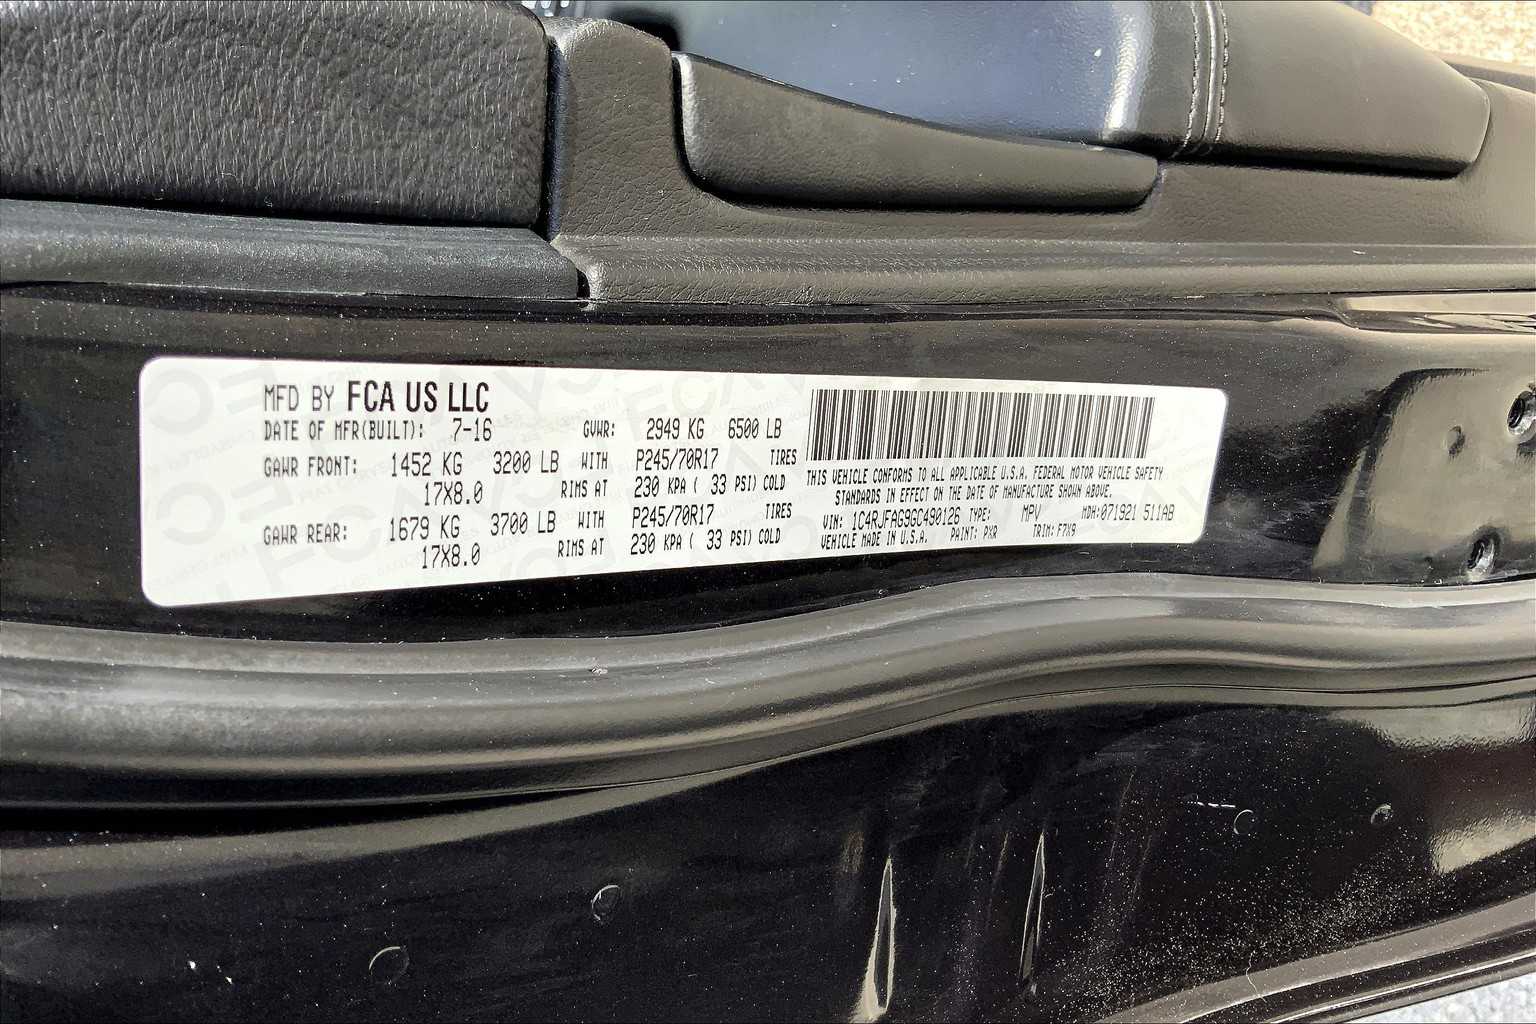 MFD BY FCA US LLC
DATE OF MFR(BUILT): 7-16 GVWR: 2949 KG 6500 LB
GAWR FRONT: 1452 KG 3200 LB WITH P245/70R17 TIRES
17X8.0 RIMS AT 230 KPA ( 33 PSI) COLD
GAWR REAR: 1679 KG 3700 LB WITH P245/70R17 TIRES
17X8.0 RIMS AT 230 KPA ( 33 PSI) COLD
THIS VEHICLE CONFORMS TO ALL APPLICABLE U.S.A. FEDERAL MOTOR VEHICLE SAFETY
STANDARDS IN EFFECT ON THE DATE OF MANUFACTURE SHOWN ABOVE.
VIN: 1C4RJFAG9GC490126 TYPE: MPV MDH:071921 511AB
VEHICLE MADE IN U.S.A. PAINT: PXR TRIM: F7X9